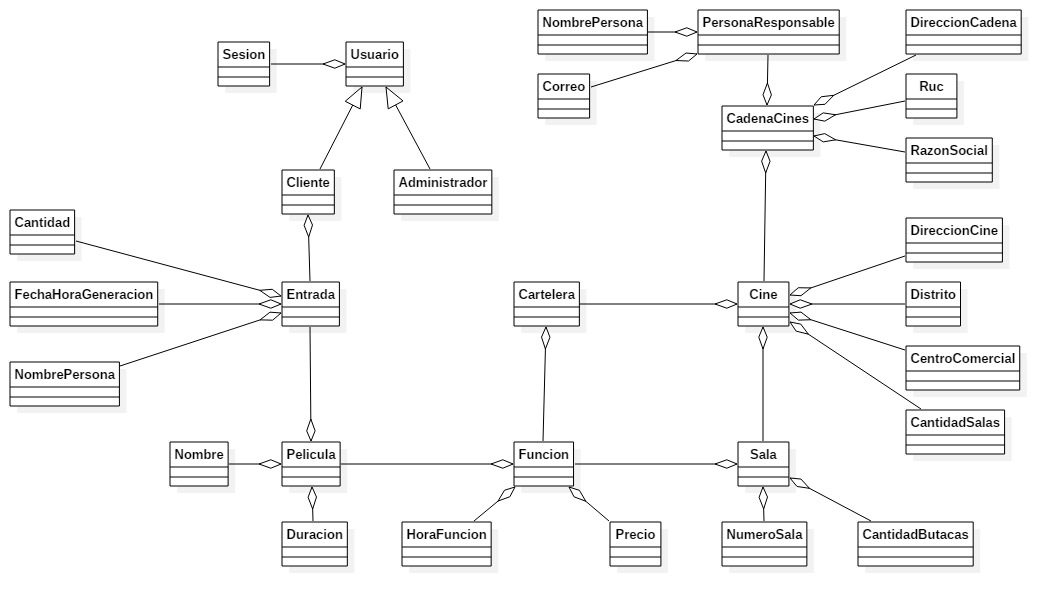 NombrePersona
PersonaResponsable
DireccionCadena
Sesion
Usuario
Correo
Ruc
CadenaCines
RazonSocial
Cliente
Administrador
Cantidad
DireccionCine
FechaHoraGeneracion
Entrada
Cartelera
Cine
Distrito
NombrePersona
CentroComercial
CantidadSalas
Nombre
Pelicula
Funcion
Sala
Duracion
HoraFuncion
Precio
NumeroSala
CantidadButacas